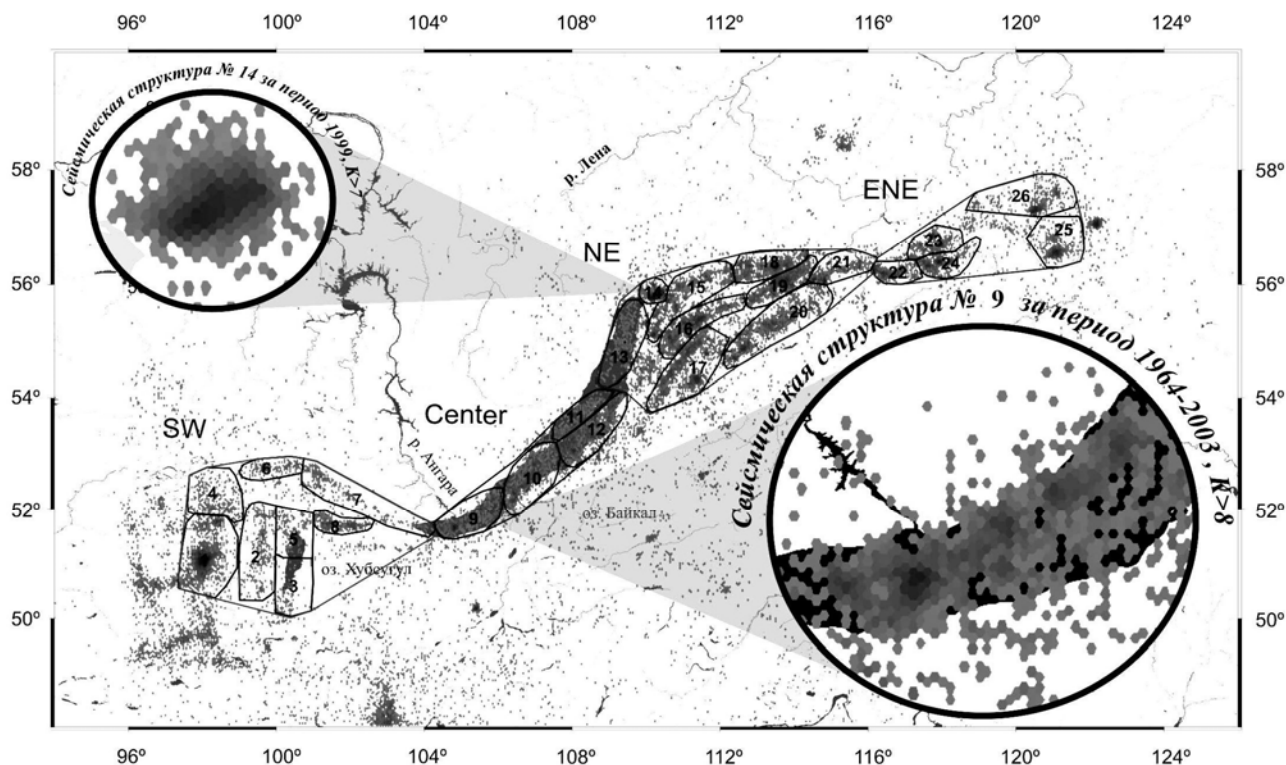 96º 100º 104º 108º 112º 116º 120º 124º
Сейсмическая структура № 14 за период 1999, K>7
58º
58º
р. Лена
ENE
26
25
NE
23
24
22
21
18
15
14
19
56º
56º
20
16
Сейсмическая структура № 9 за период 1964-2003, K>8
17
13
54º
54º
Center
11
12
SW
р. Ангара
6
10
4
7
52º
52º
9
8
оз. Байкал
5
2
оз. Хубсугул
3
50º
50º
96º 100º 104º 108º 112º 116º 120º 124º